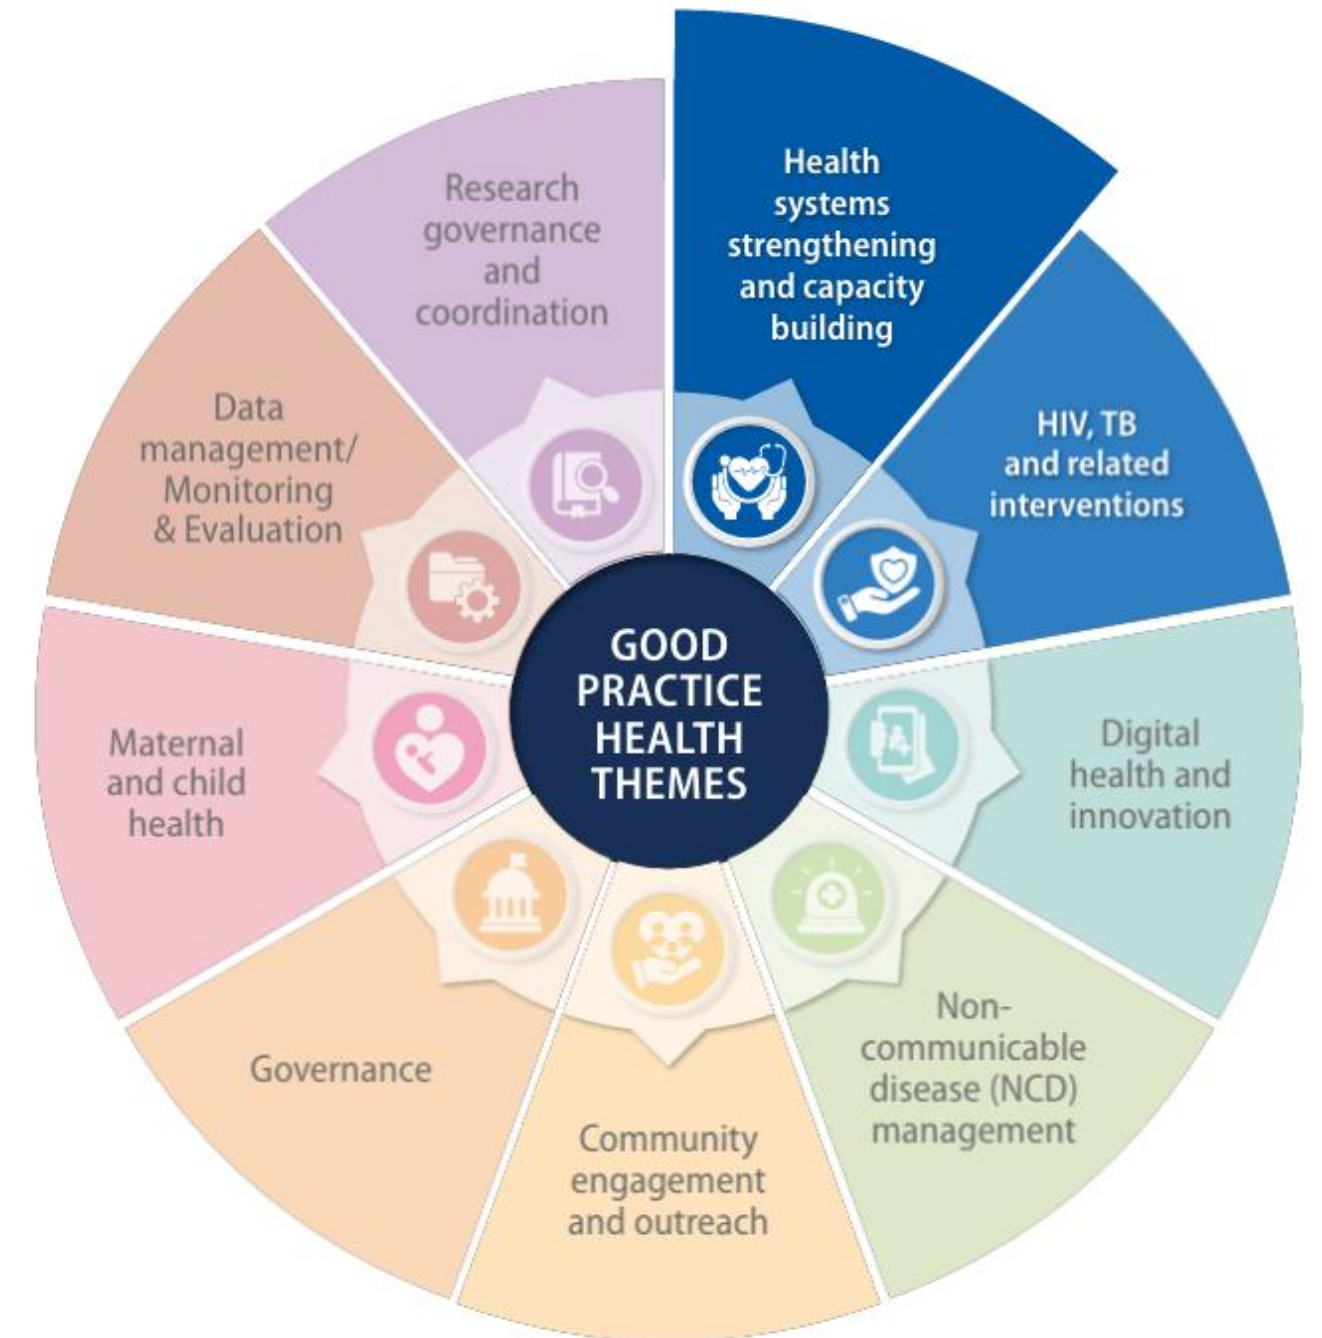 Health
systems
strengthening
and capacity
building
HIV, TB
and related
interventions
Digital
health and
innovation
Non-
communicable
disease (NCD)
management
Community
engagement
and outreach
Governance
Maternal
and child
health
Data
management/
Monitoring
& Evaluation
Research
governance
and
coordination
GOOD
PRACTICE
HEALTH
THEMES